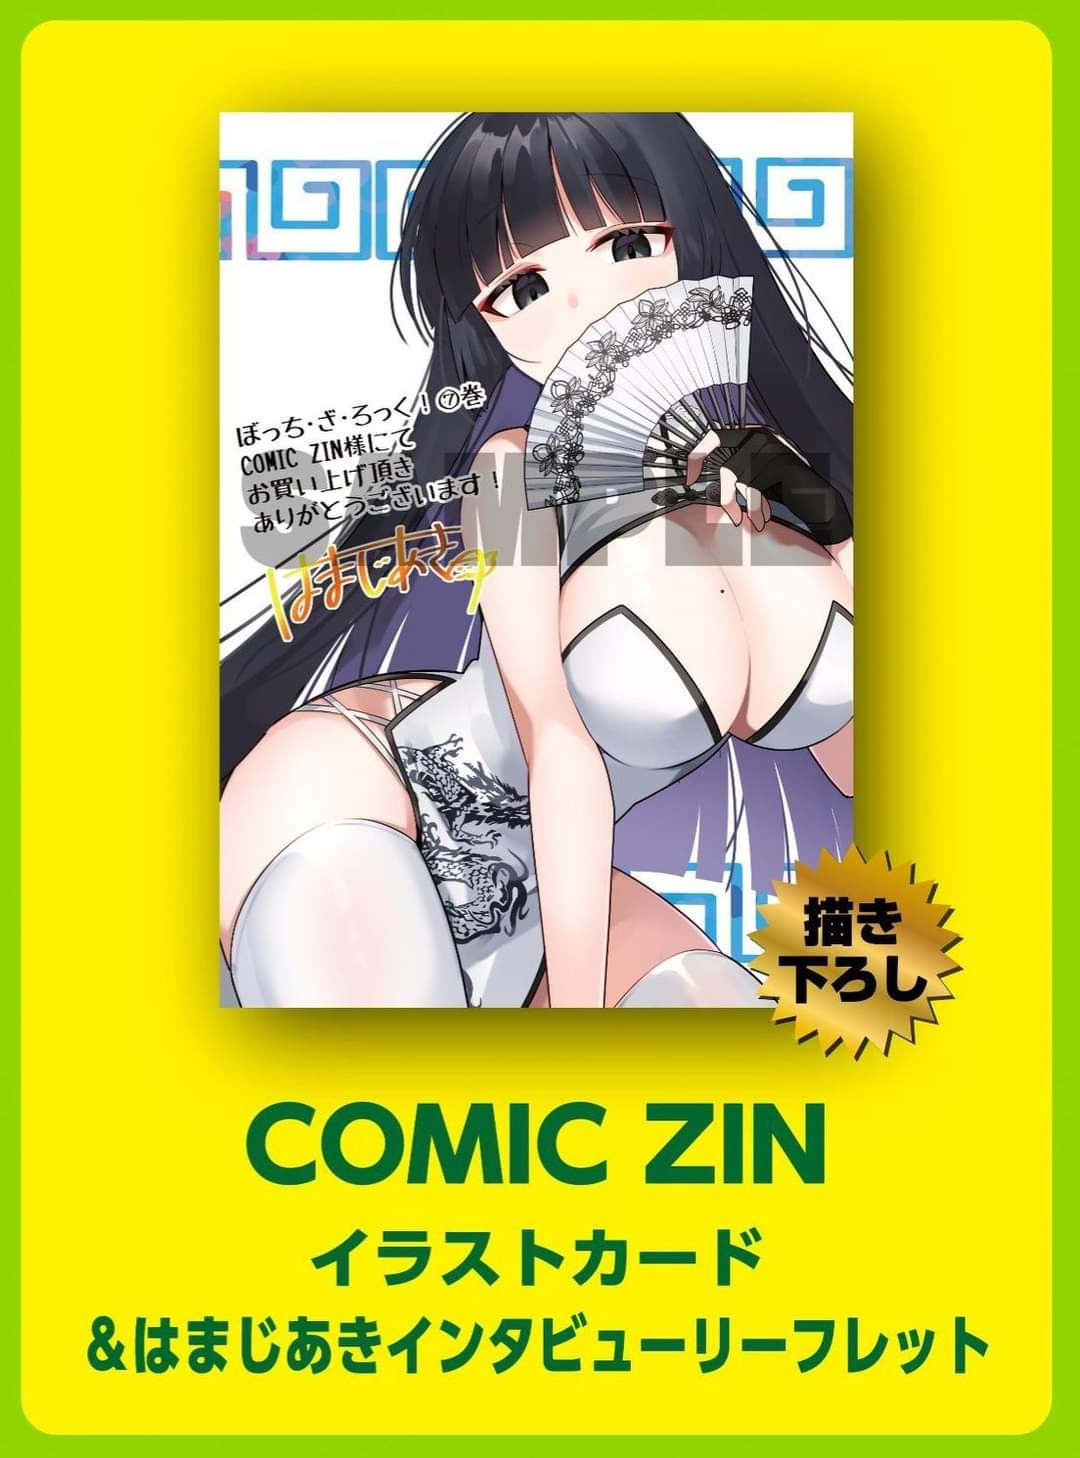 ぼっち・ざ・ろっく！⑦巻
COMIC ZIN様にて
お買い上げ頂き
ありがとうございます！
はまじあき
SAMPLE
描き
下ろし
COMIC ZIN
イラストカード
＆はまじあきインタビューリーフレット